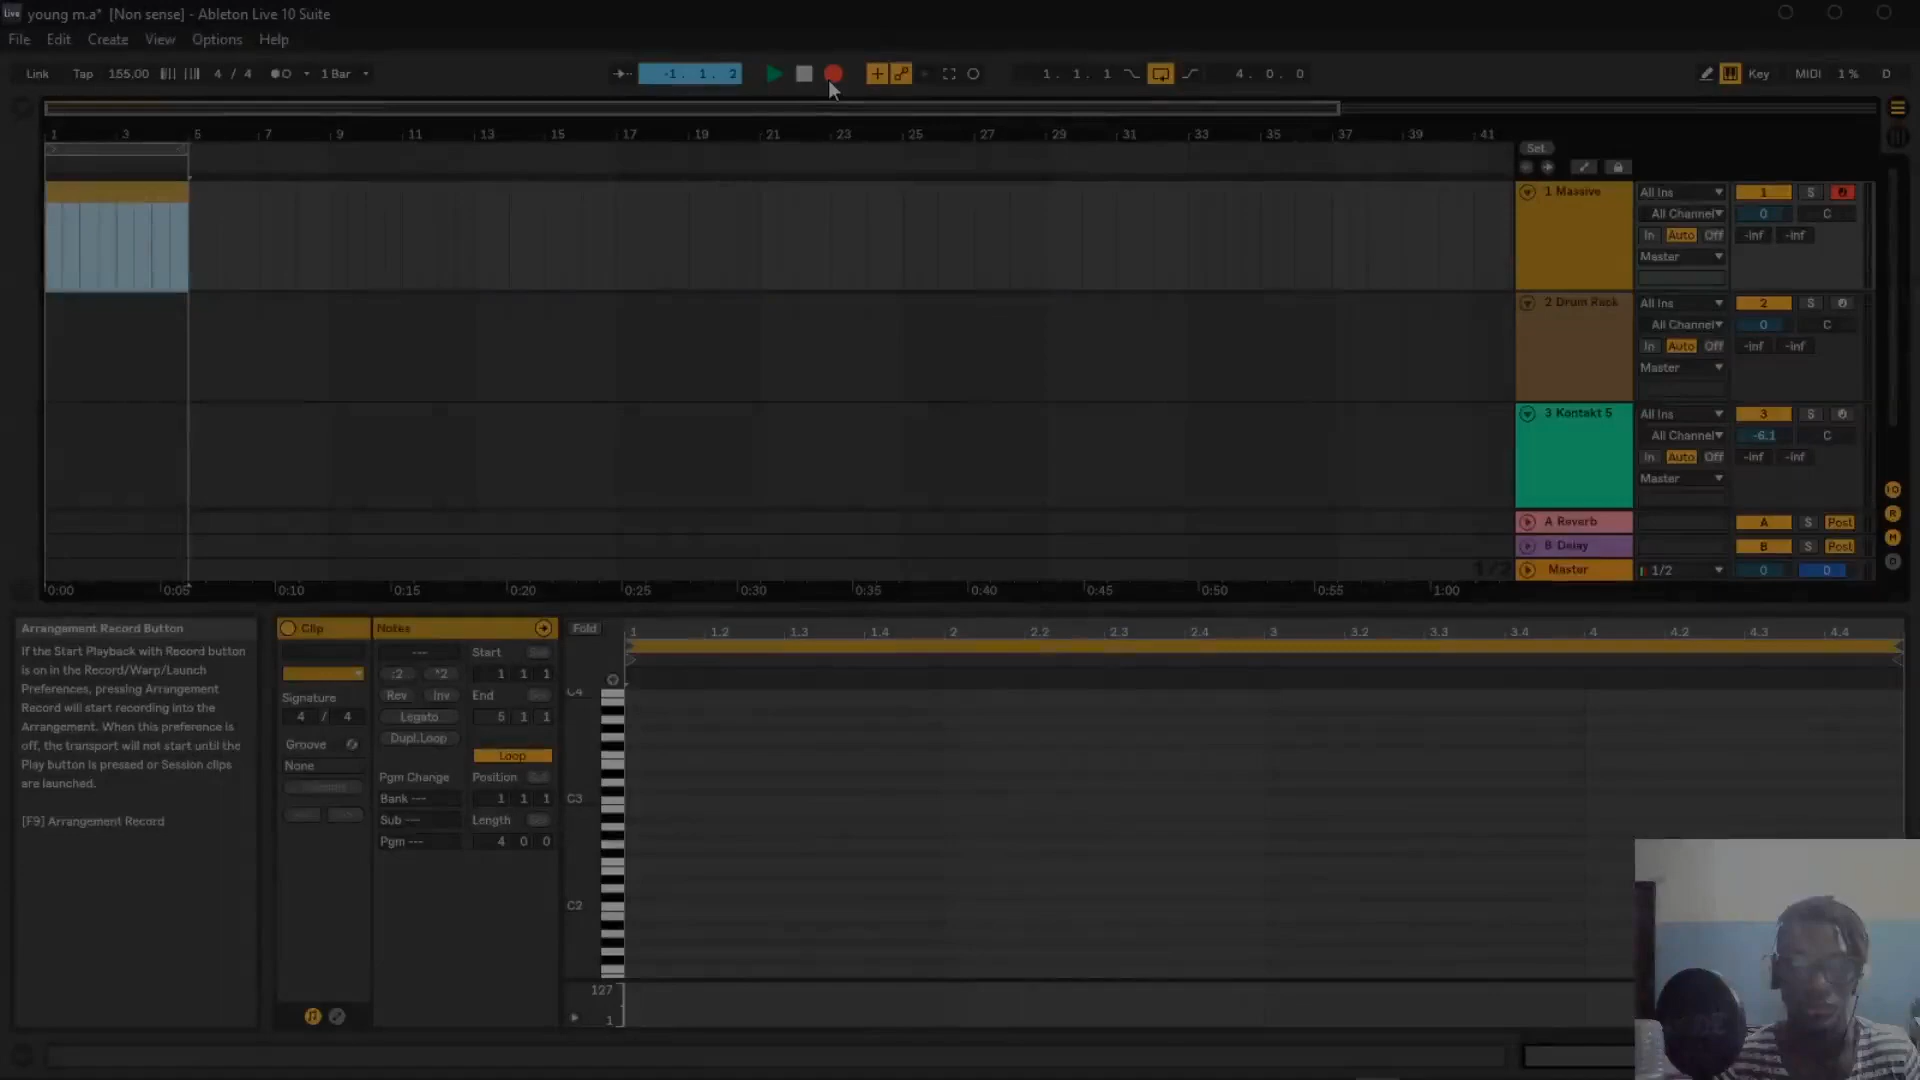 Live young m.a* [Non sense] - Ableton Live 10 Suite
File Edit Create View Options Help
Link Tap 155.00 4 / 4 1 Bar -1. 1. 2 1. 1. 1 4. 0. 0 Key MIDI 1 % D
1 3 5 7 9 11 13 15 17 19 21 23 25 27 29 31 33 35 37 39 41
Set
1 Massive All Ins 1 S
All Channel 0 C
In Auto Off -inf -inf
Master
2 Drum Rack All Ins 2 S
All Channel 0 C
In Auto Off -inf -inf
Master
3 Kontakt 5 All Ins 3 S
All Channel -6.1 C
In Auto Off -inf -inf
Master
A Reverb A S Post
B Delay B S Post
1/2 Master 1/2 0 0
IO
R
M
D
0:00 0:05 0:10 0:15 0:20 0:25 0:30 0:35 0:40 0:45 0:50 0:55 1:00
Arrangement Record Button
If the Start Playback with Record button
is on in the Record/Warp/Launch
Preferences, pressing Arrangement
Record will start recording into the
Arrangement. When this preference is
off, the transport will not start until the
Play button is pressed or Session clips
are launched.
[F9] Arrangement Record
Clip
Signature
4 / 4
Groove
None
Notes
---
:2 *2
Rev Inv
Legato
Dupl.Loop
Pgm Change
Bank ---
Sub ---
Pgm ---
Start
1 1 1
End
5 1 1
Loop
Position
1 1 1
Length
4 0 0
Fold
1 1.2 1.3 1.4 2 2.2 2.3 2.4 3 3.2 3.3 3.4 4 4.2 4.3 4.4
C4
C3
C2
127
1